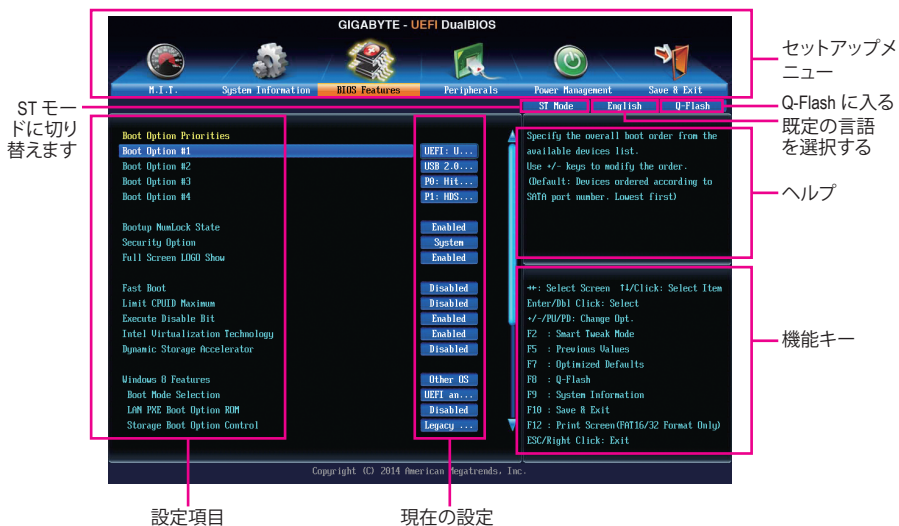 GIGABYTE - UEFI DualBIOS
M.I.T.
System Information
BIOS Features
Peripherals
Power Management
Save & Exit
ST Mode
English
Q-Flash
セットアップメ
ニュー
ST モー
ドに切り
替えます
Q-Flash に入る
既定の言語
を選択する
ヘルプ
機能キー
Boot Option Priorities
Boot Option #1 UEFI: U...
Boot Option #2 USB 2.0...
Boot Option #3 P0: Hit...
Boot Option #4 P1: HDS...
Bootup NumLock State Enabled
Security Option System
Full Screen LOGO Show Enabled
Fast Boot Disabled
Limit CPUID Maximum Disabled
Execute Disable Bit Enabled
Intel Virtualization Technology Enabled
Dynamic Storage Accelerator Disabled
Windows 8 Features Other OS
Boot Mode Selection UEFI an...
LAN PXE Boot Option ROM Disabled
Storage Boot Option Control Legacy ...
Specify the overall boot order from the
available devices list.
Use +/- Keys to modify the order.
(Default: Devices ordered according to
SATA port number. Lowest first)
→←: Select Screen ↑↓/Click: Select Item
Enter/Dbl Click: Select
+/-/PU/PD: Change Opt.
F2 : Smart Tweak Mode
F5 : Previous Values
F7 : Optimized Defaults
F8 : Q-Flash
F9 : System Information
F10 : Save & Exit
F12 : Print Screen(FAT16/32 Format Only)
ESC/Right Click: Exit
Copyright (C) 2014 American Megatrends, Inc.
設定項目
現在の設定